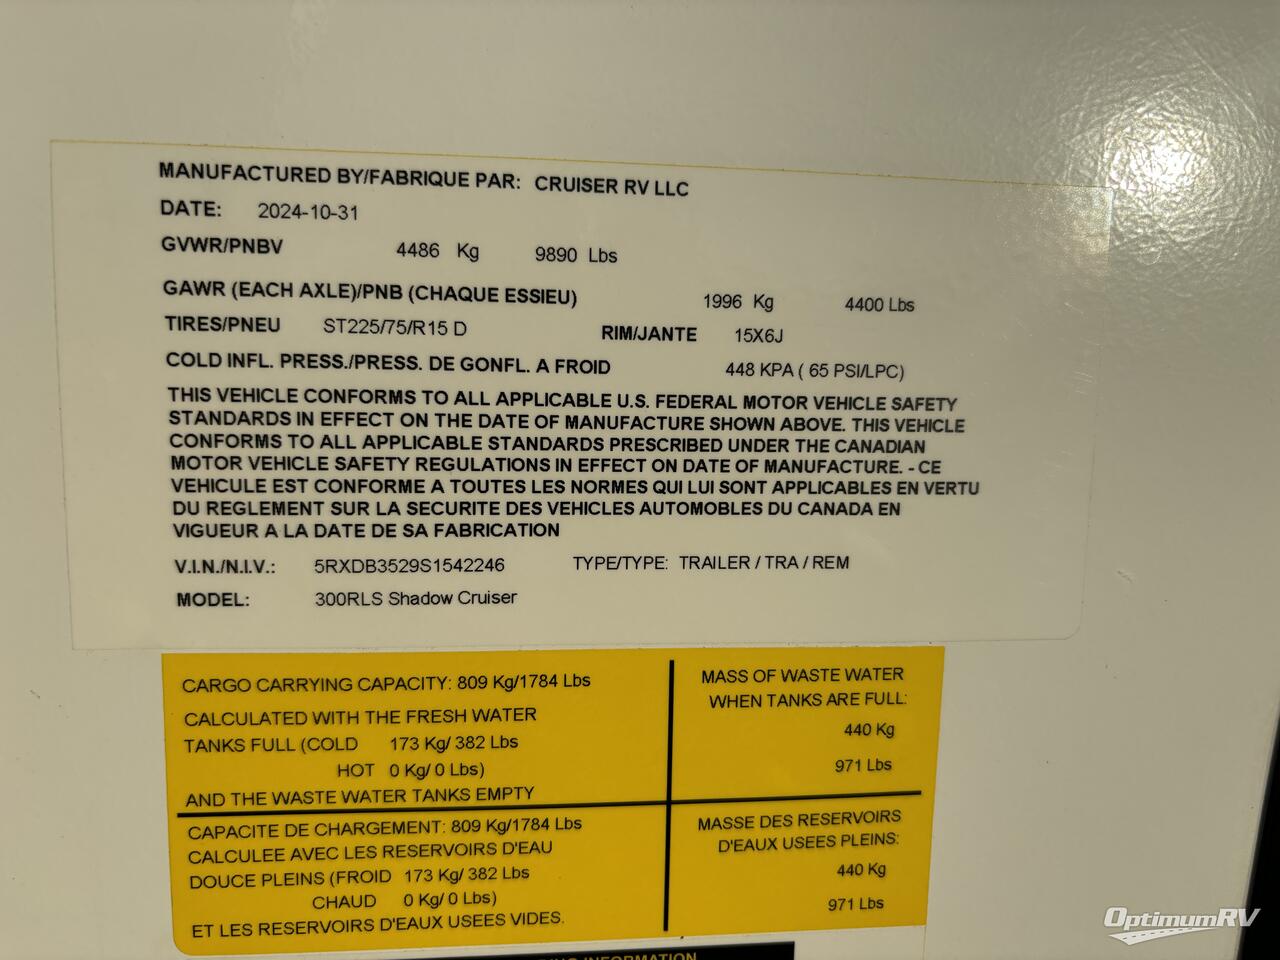 MANUFACTURED BY/FABRIQUE PAR: CRUISER RV LLC
DATE: 2024-10-31
GVWR/PNBV 4486 Kg 9890 Lbs
GAWR (EACH AXLE)/PNB (CHAQUE ESSIEU) 1996 Kg 4400 Lbs
TIRES/PNEU ST225/75/R15 D RIM/JANTE 15X6J
COLD INFL. PRESS./PRESS. DE GONFL. A FROID 448 KPA ( 65 PSI/LPC)
THIS VEHICLE CONFORMS TO ALL APPLICABLE U.S. FEDERAL MOTOR VEHICLE SAFETY
STANDARDS IN EFFECT ON THE DATE OF MANUFACTURE SHOWN ABOVE. THIS VEHICLE
CONFORMS TO ALL APPLICABLE STANDARDS PRESCRIBED UNDER THE CANADIAN
MOTOR VEHICLE SAFETY REGULATIONS IN EFFECT ON DATE OF MANUFACTURE. - CE
VEHICULE EST CONFORME A TOUTES LES NORMES QUI LUI SONT APPLICABLES EN VERTU
DU REGLEMENT SUR LA SECURITE DES VEHICLES AUTOMOBLES DU CANADA EN
VIGUEUR A LA DATE DE SA FABRICATION
V.I.N./N.I.V.: 5RXDB3529S1542246 TYPE/TYPE: TRAILER / TRA / REM
MODEL: 300RLS Shadow Cruiser
CARGO CARRYING CAPACITY: 809 Kg/1784 Lbs
CALCULATED WITH THE FRESH WATER
TANKS FULL (COLD 173 Kg/ 382 Lbs
HOT 0 Kg/ 0 Lbs)
AND THE WASTE WATER TANKS EMPTY
MASS OF WASTE WATER
WHEN TANKS ARE FULL:
440 Kg
971 Lbs
CAPACITE DE CHARGEMENT: 809 Kg/1784 Lbs
CALCULEE AVEC LES RESERVOIRS D'EAU
DOUCE PLEINS (FROID 173 Kg/ 382 Lbs
CHAUD 0 Kg/ 0 Lbs)
ET LES RESERVOIRS D'EAUX USEES VIDES.
MASSE DES RESERVOIRS
D'EAUX USEES PLEINS:
440 Kg
971 Lbs
INFORMATION
OptimumRV